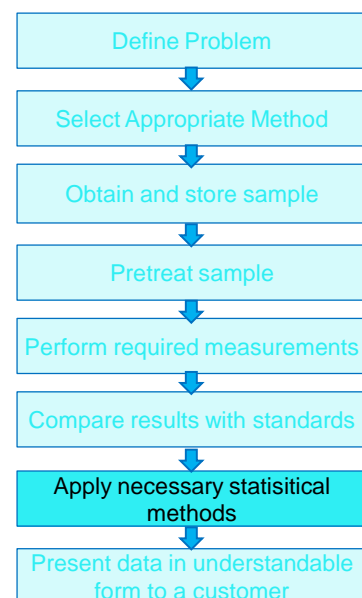 Define Problem
Select Appropriate Method
Obtain and store sample
Pretreat sample
Perform required measurements
Compare results with standards
Apply necessary statisitical
methods
Present data in understandable
form to a customer